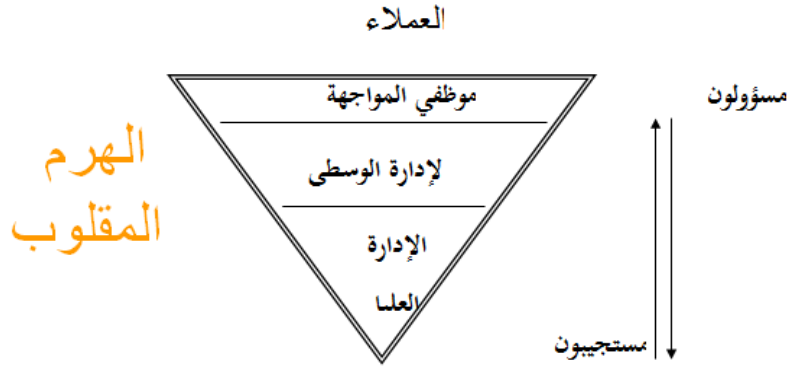 العملاء
موظفي المواجهة
مسؤولون
الهرم
المقلوب
لإدارة الوسطى
الإدارة
العليا
مستجيبون